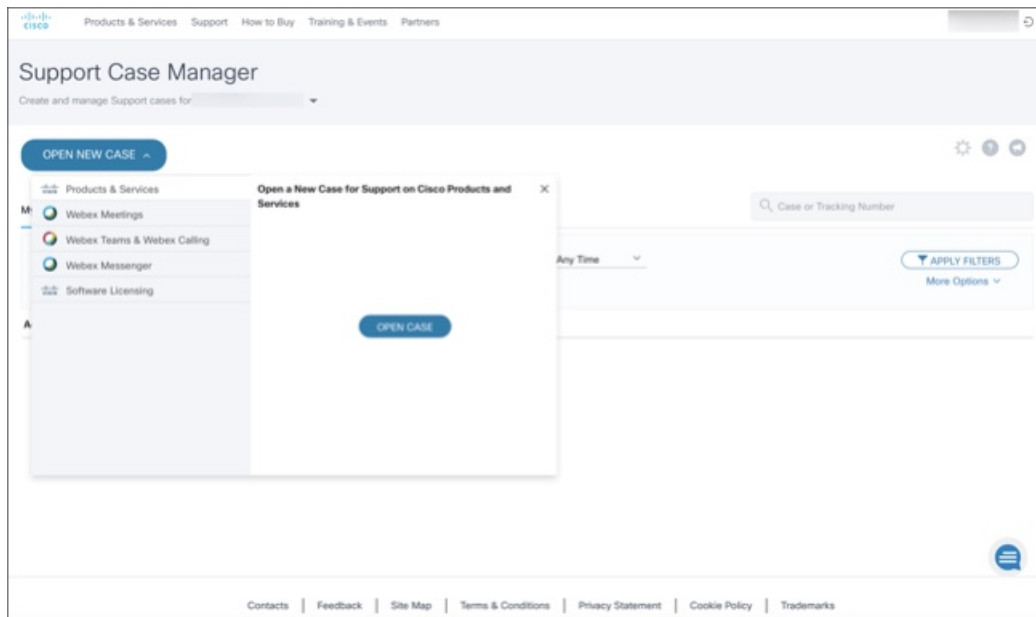 CISCO
Products & Services Support How to Buy Training & Events Partners
Support Case Manager
Create and manage Support cases for
OPEN NEW CASE
Products & Services
Webex Meetings
Webex Teams & Webex Calling
Webex Messenger
Software Licensing
Open a New Case for Support on Cisco Products and
Services
OPEN CASE
Case or Tracking Number
Any Time
APPLY FILTERS
More Options
Contacts | Feedback | Site Map | Terms & Conditions | Privacy Statement | Cookie Policy | Trademarks